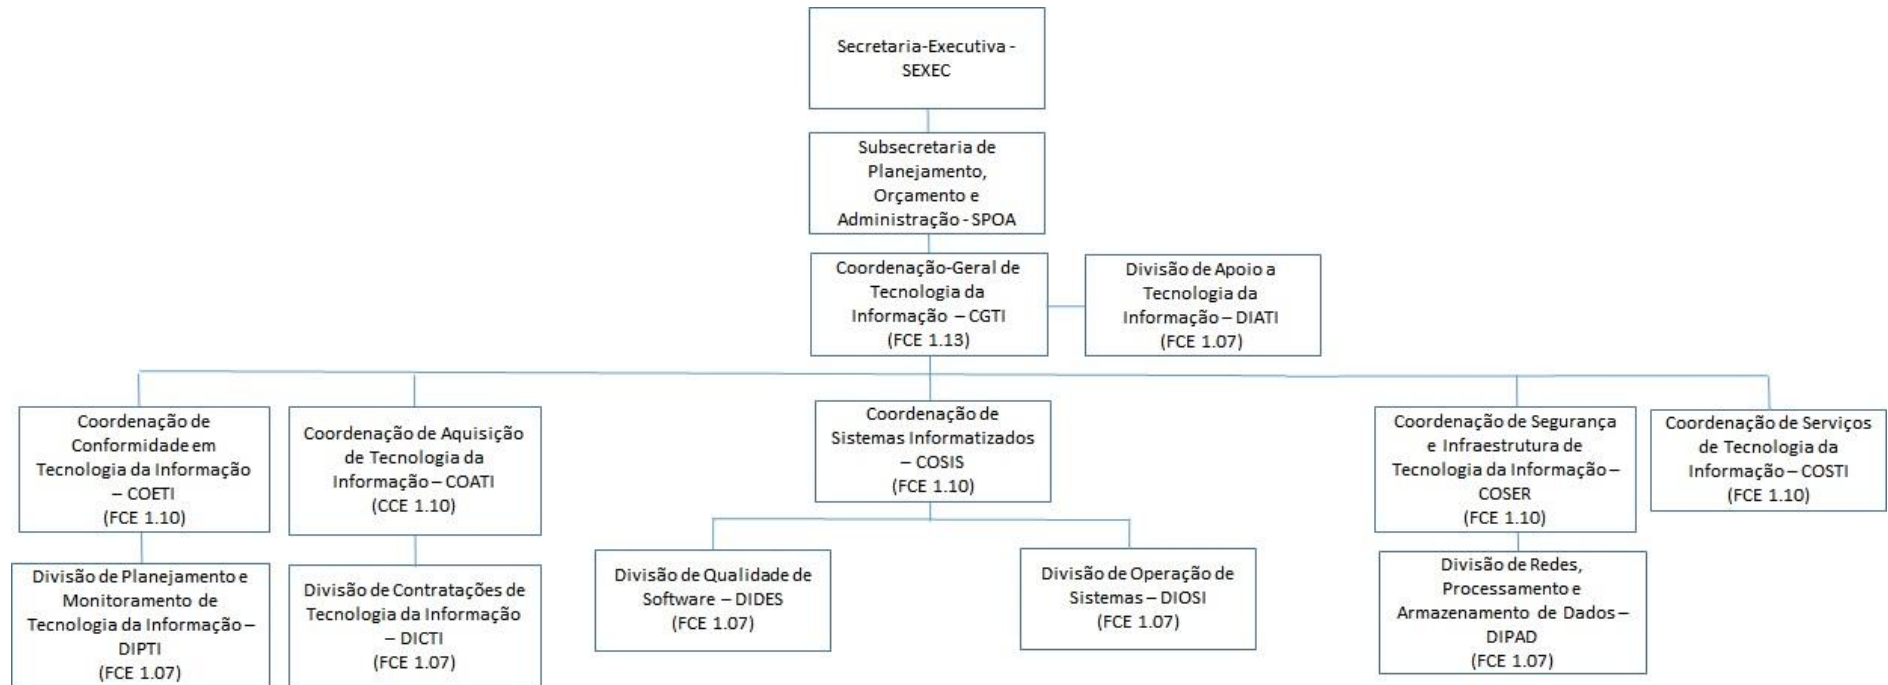 Secretaria-Executiva -
SEXEC
Subsecretaria de
Planejamento,
Orçamento e
Administração - SPOA
Coordenação-Geral de
Tecnologia da
Informação – CGTI
(FCE 1.13)
Divisão de Apoio a
Tecnologia da
Informação – DIATI
(FCE 1.07)
Coordenação de
Conformidade em
Tecnologia da Informação
– COETI
(FCE 1.10)
Coordenação de Aquisição
de Tecnologia da
Informação – COATI
(CCE 1.10)
Coordenação de
Sistemas Informatizados
– COSIS
(FCE 1.10)
Coordenação de Segurança
e Infraestrutura de
Tecnologia da Informação –
COSER
(FCE 1.10)
Coordenação de Serviços
de Tecnologia da
Informação – COSTI
(FCE 1.10)
Divisão de Planejamento e
Monitoramento de
Tecnologia da Informação –
DIPTI
(FCE 1.07)
Divisão de Contratações de
Tecnologia da Informação
– DICTI
(FCE 1.07)
Divisão de Qualidade de
Software – DIDES
(FCE 1.07)
Divisão de Operação de
Sistemas – DIOSI
(FCE 1.07)
Divisão de Redes,
Processamento e
Armazenamento de Dados –
DIPAD
(FCE 1.07)